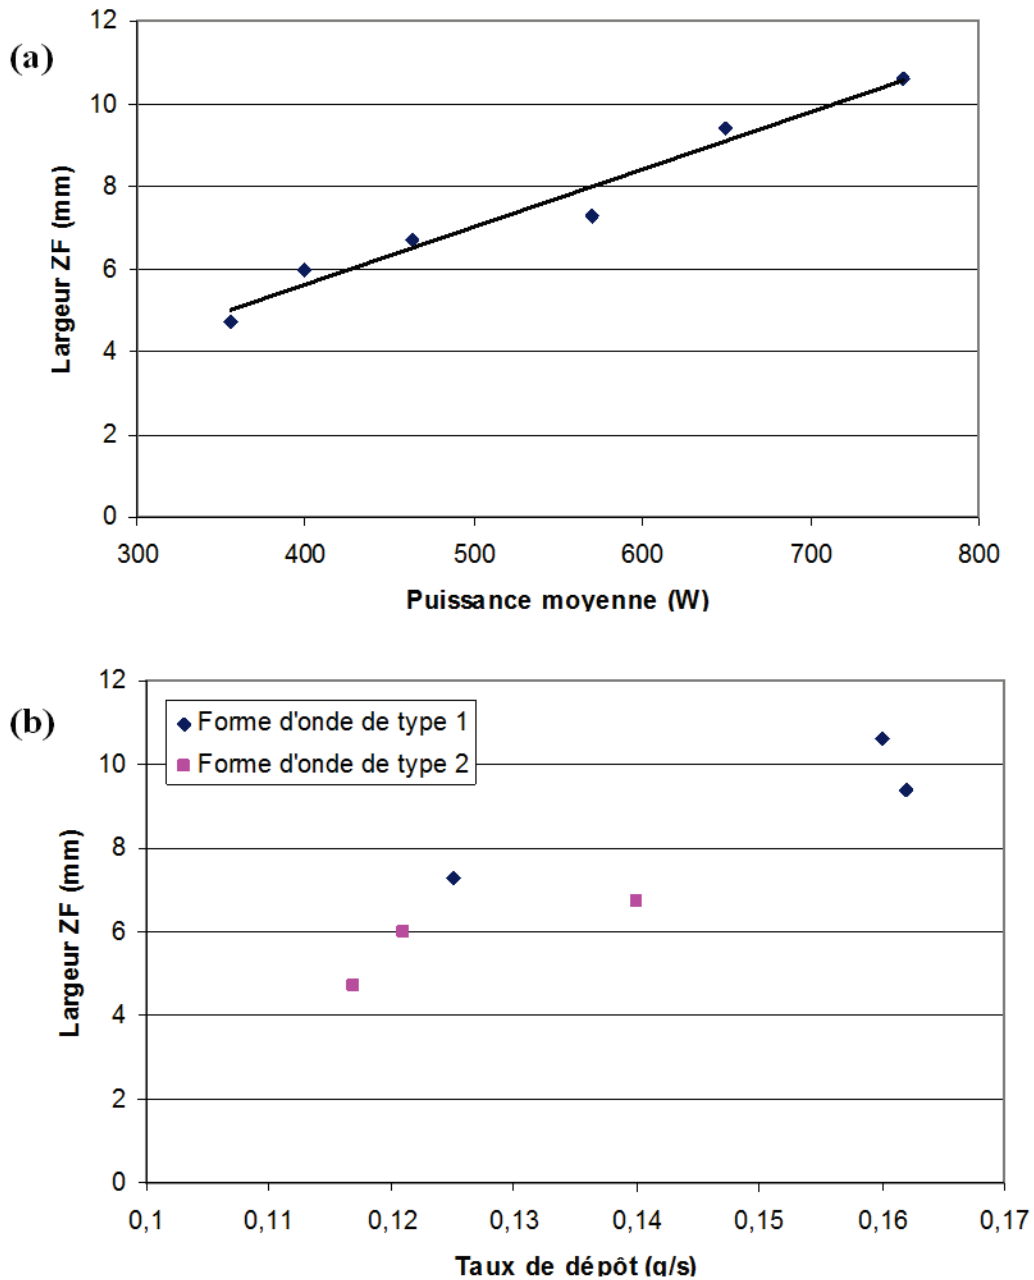 (a)
12
10
8
6
4
2
0
Largeur ZF (mm)
300 400 500 600 700 800
Puissance moyenne (W)
(b)
Forme d'onde de type 1
Forme d'onde de type 2
12
10
8
6
4
2
0
Largeur ZF (mm)
0,1 0,11 0,12 0,13 0,14 0,15 0,16 0,17
Taux de dépôt (g/s)